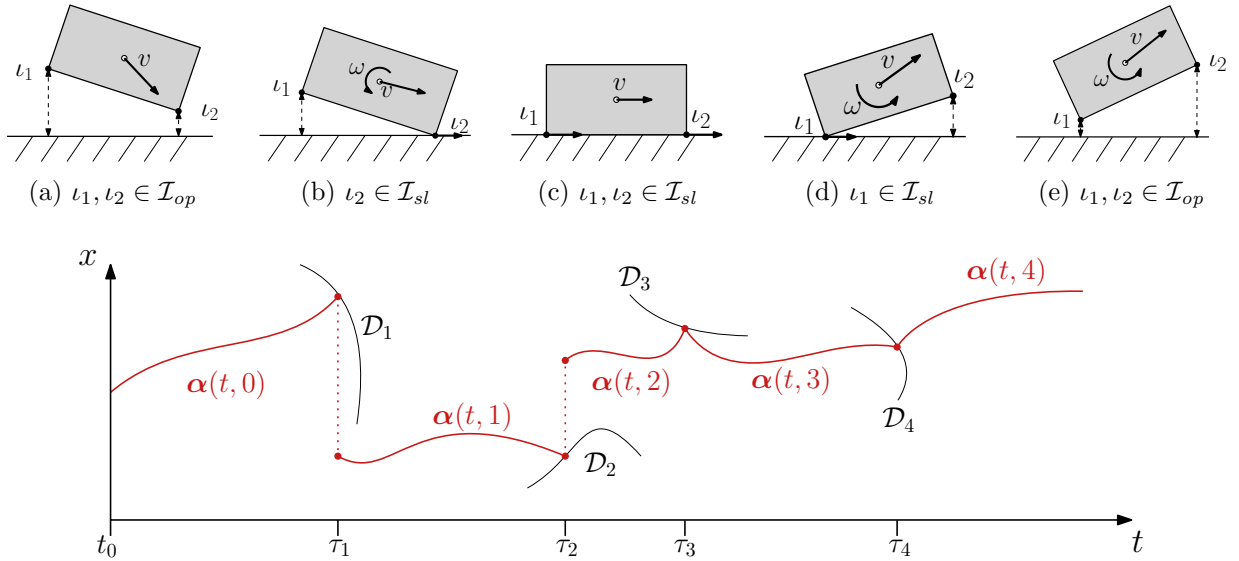 ι₁ v ι₂
ι₁ ω v ι₂
ι₁ v ι₂
ι₁ ω v ι₂
ι₁ ω v ι₂
(a) ι₁, ι₂ ∈ 𝓘ₒₚ
(b) ι₂ ∈ 𝓘ₛₗ
(c) ι₁, ι₂ ∈ 𝓘ₛₗ
(d) ι₁ ∈ 𝓘ₛₗ
(e) ι₁, ι₂ ∈ 𝓘ₒₚ
x
𝒟₁
𝒟₃
𝒟₂
𝒟₄
α(t, 0)
α(t, 1)
α(t, 2)
α(t, 3)
α(t, 4)
t₀ τ₁ τ₂ τ₃ τ₄ t